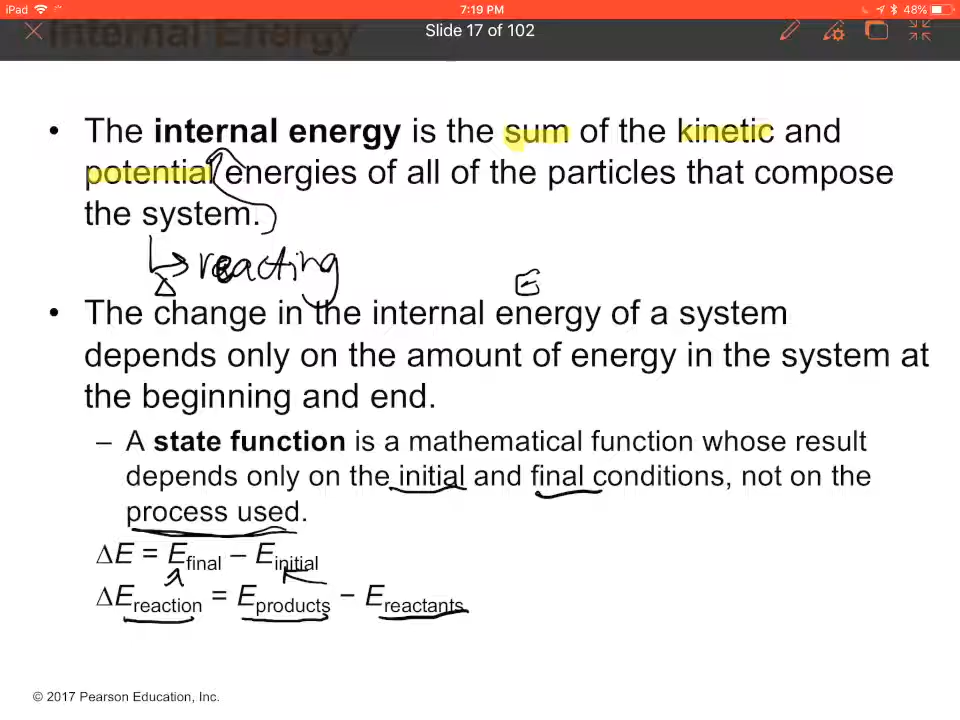 iPad 7:19 PM 48%
Internal Energy
Slide 17 of 102
• The internal energy is the sum of the kinetic and
potential energies of all of the particles that compose
the system.
reacting
Δ E
• The change in the internal energy of a system
depends only on the amount of energy in the system at
the beginning and end.
– A state function is a mathematical function whose result
depends only on the initial and final conditions, not on the
process used.
ΔE = Efinal – Einitial
ΔEreaction = Eproducts − Ereactants
© 2017 Pearson Education, Inc.